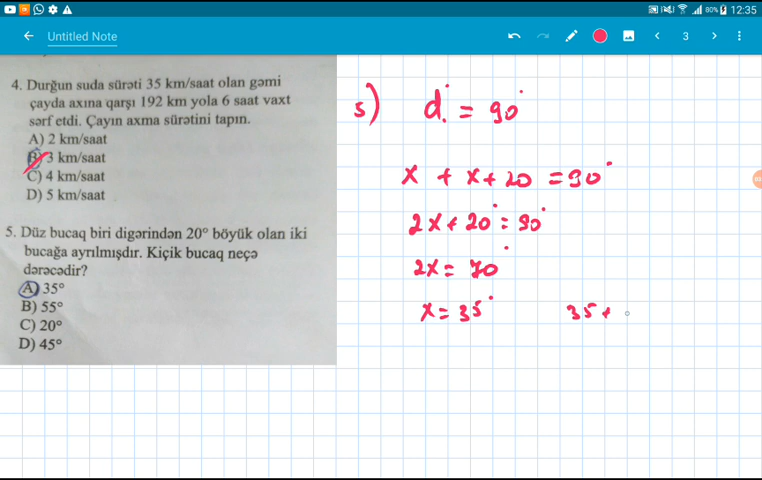 80% 12:35
Untitled Note
3
4. Durğun suda sürəti 35 km/saat olan gəmi
çayda axına qarşı 192 km yola 6 saat vaxt
sərf etdi. Çayın axma sürətini tapın.
A) 2 km/saat
B) 3 km/saat
C) 4 km/saat
D) 5 km/saat
5. Düz bucaq biri digərindən 20° böyük olan iki
bucağa ayrılmışdır. Kiçik bucaq neçə
dərəcədir?
A) 35°
B) 55°
C) 20°
D) 45°
5) d. = 90°
x + x + 20 = 90°
2x + 20° = 90°
2x = 70°
x = 35° 35 +